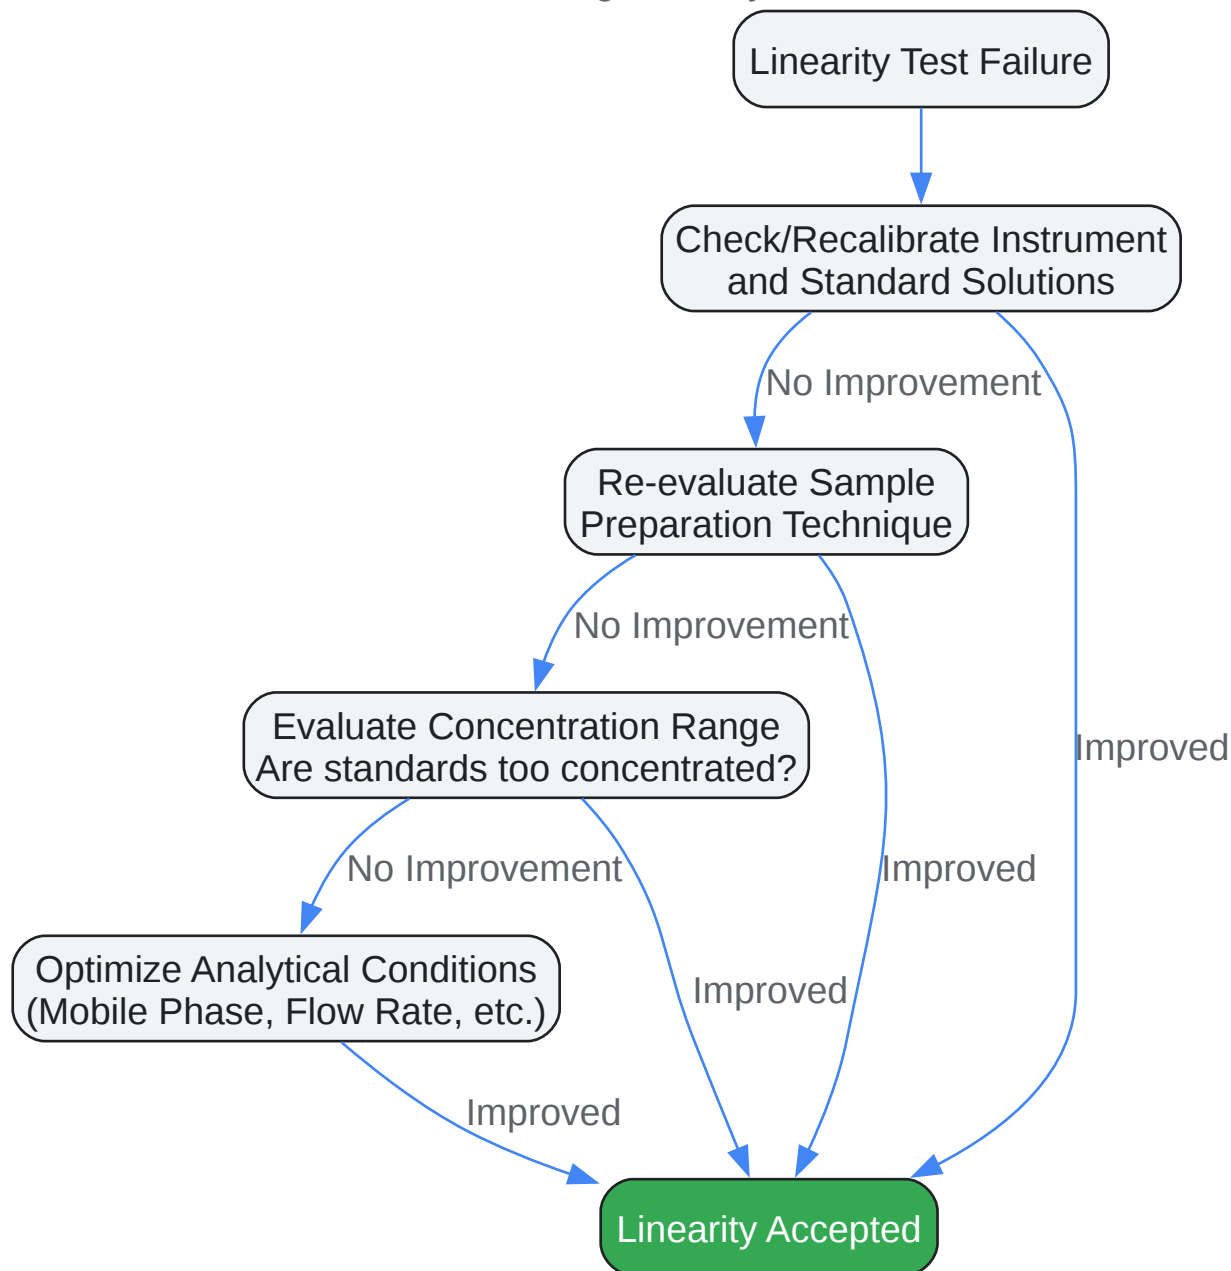 Linearity Test Failure
Check/Recalibrate Instrument
and Standard Solutions
No Improvement
Re-evaluate Sample
Preparation Technique
No Improvement
Improved
Evaluate Concentration Range
Are standards too concentrated?
No Improvement
Improved
Improved
Optimize Analytical Conditions
(Mobile Phase, Flow Rate, etc.)
Improved
Linearity Accepted